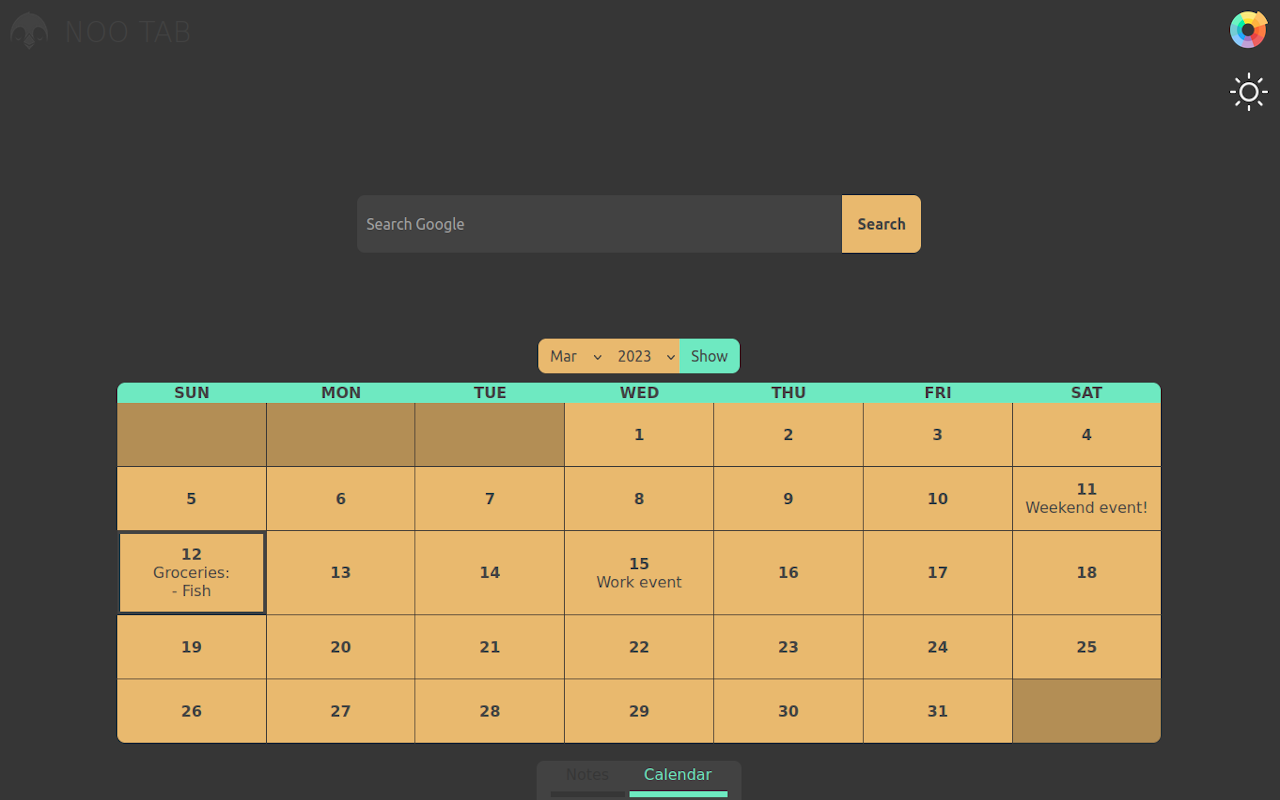 NOO TAB
Search Google
Search
Mar 2023 Show
SUN MON TUE WED THU FRI SAT
1 2 3 4
5 6 7 8 9 10 11
Weekend event!
12 13 14 15 16 17 18
Groceries: Work event
- Fish
19 20 21 22 23 24 25
26 27 28 29 30 31
Notes Calendar